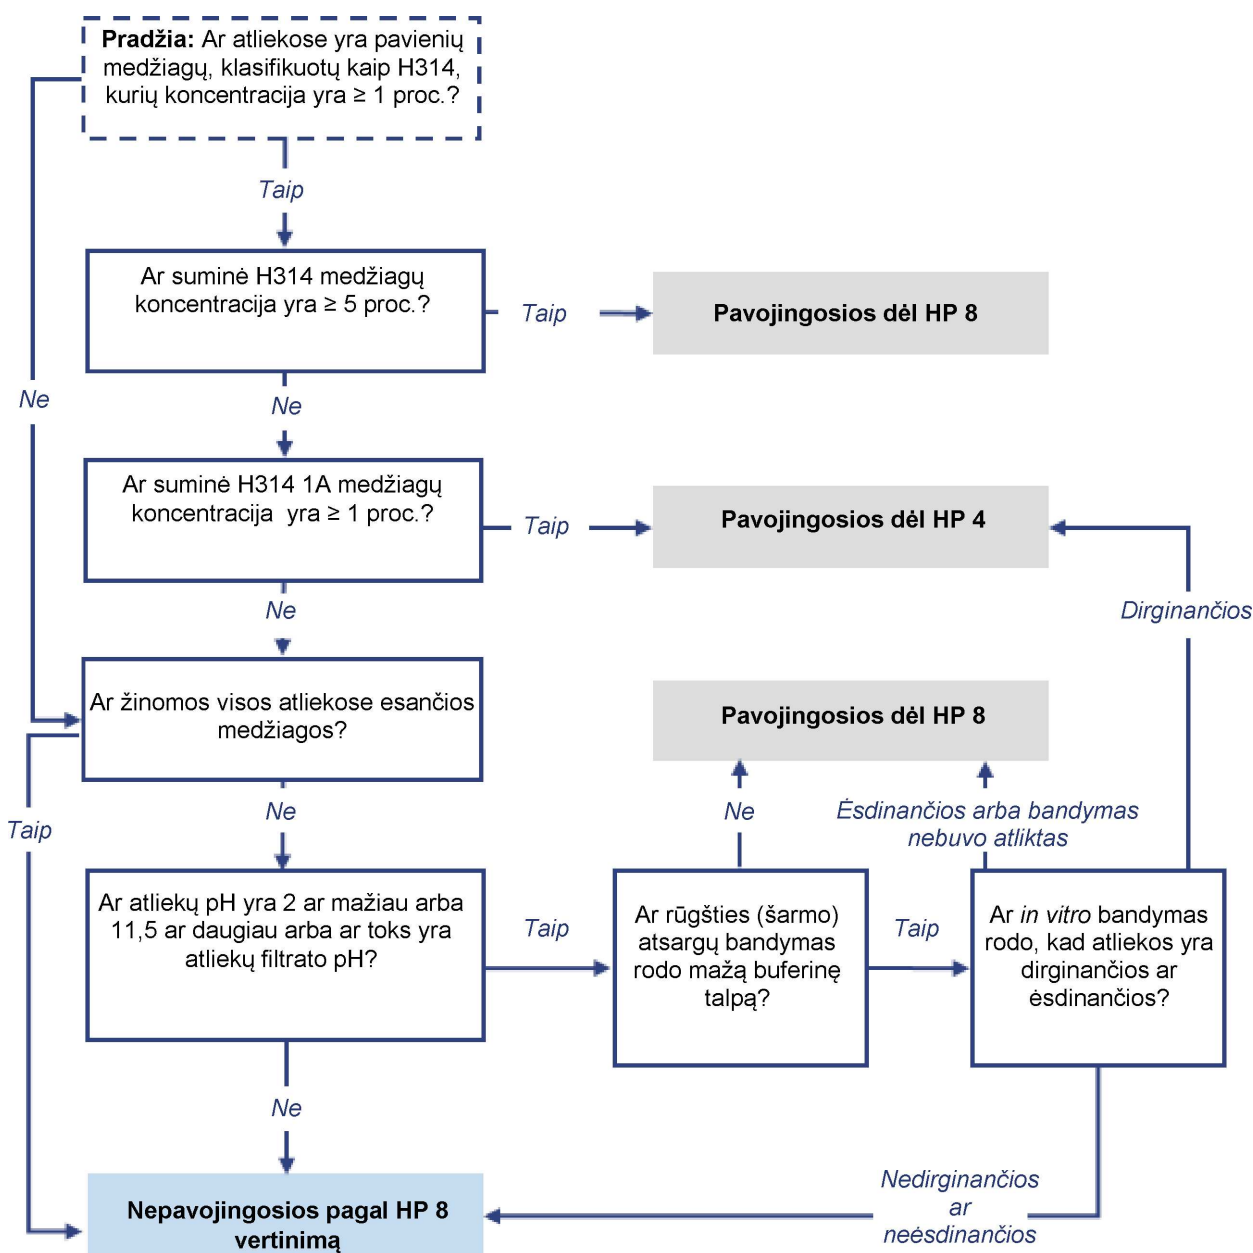 Pradžia: Ar atliekose yra pavienių
medžiagų, klasifikuotų kaip H314,
kurių koncentracija yra ≥ 1 proc.?
Taip
Ar suminė H314 medžiagų
koncentracija yra ≥ 5 proc.?
Taip
Pavojingosios dėl HP 8
Ne
Ne
Ar suminė H314 1A medžiagų
koncentracija yra ≥ 1 proc.?
Taip
Pavojingosios dėl HP 4
Ne
Dirginančios
Ar žinomos visos atliekose esančios
medžiagos?
Pavojingosios dėl HP 8
Taip
Ne
Ne
Ėsdinančios arba bandymas
nebuvo atliktas
Ar atliekų pH yra 2 ar mažiau arba
11,5 ar daugiau arba ar toks yra
atliekų filtrato pH?
Taip
Ar rūgšties (šarmo)
atsargų bandymas
rodo mažą buferinę
talpą?
Taip
Ar in vitro bandymas
rodo, kad atliekos yra
dirginančios ar
ėsdinančios?
Ne
Nedirginančios
ar
neėsdinančios
Nepavojingosios pagal HP 8
vertinimą